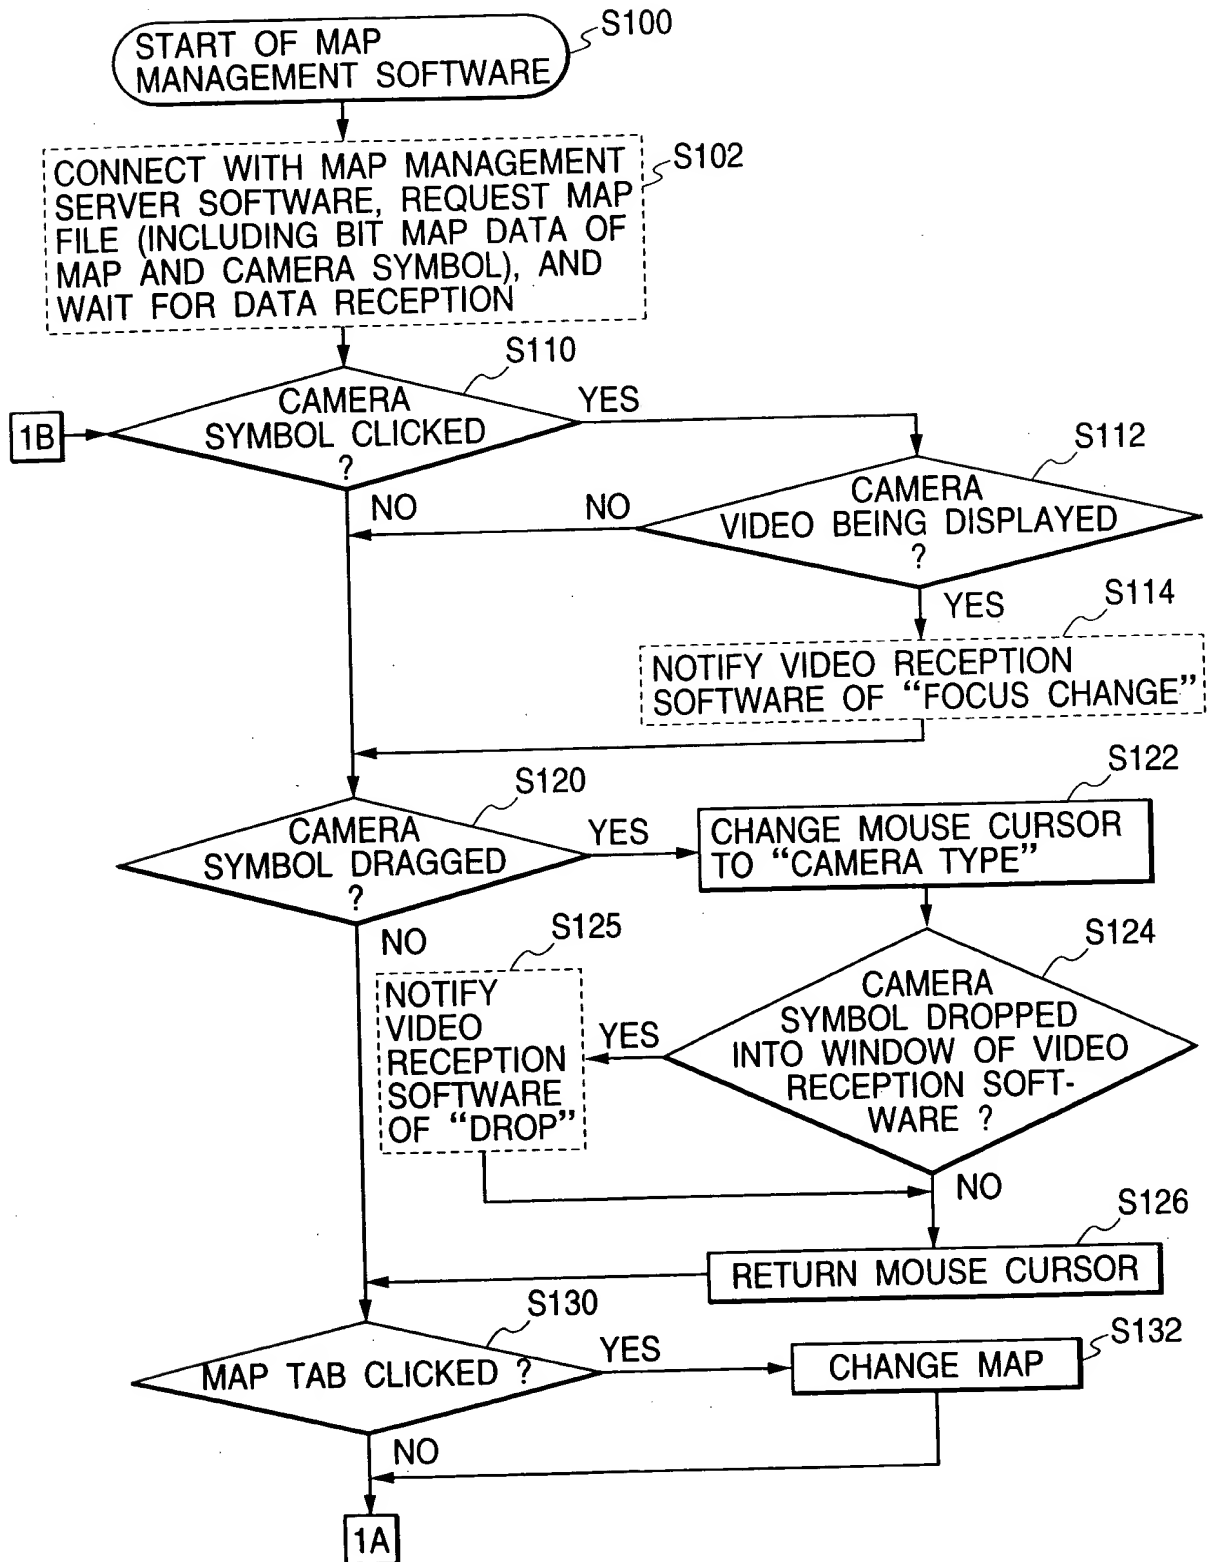 S100
START OF MAP
MANAGEMENT SOFTWARE
S102
CONNECT WITH MAP MANAGEMENT
SERVER SOFTWARE, REQUEST MAP
FILE (INCLUDING BIT MAP DATA OF
MAP AND CAMERA SYMBOL), AND
WAIT FOR DATA RECEPTION
S110
CAMERA
SYMBOL CLICKED
?
YES
1B
NO
S112
CAMERA
VIDEO BEING DISPLAYED
?
NO
YES
S114
NOTIFY VIDEO RECEPTION
SOFTWARE OF “FOCUS CHANGE”
S120
CAMERA
SYMBOL DRAGGED
?
YES
NO
S122
CHANGE MOUSE CURSOR
TO “CAMERA TYPE”
S124
CAMERA
SYMBOL DROPPED
INTO WINDOW OF VIDEO
RECEPTION SOFT-
WARE ?
YES
NO
S125
NOTIFY
VIDEO
RECEPTION
SOFTWARE
OF “DROP”
S126
RETURN MOUSE CURSOR
S130
MAP TAB CLICKED ?
YES
NO
S132
CHANGE MAP
1A